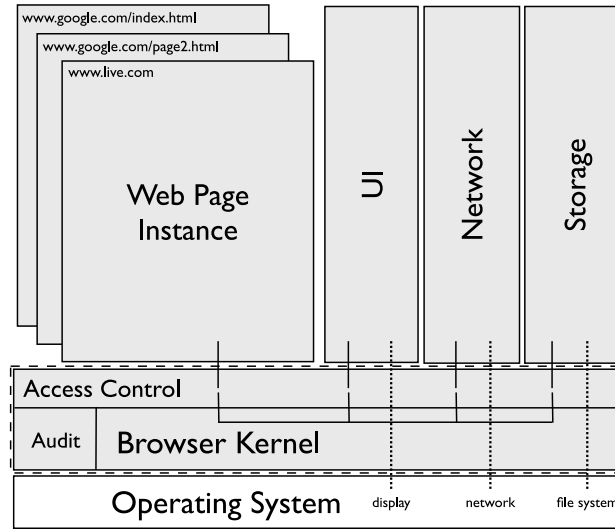 www.google.com/index.html
www.google.com/page2.html
www.live.com
Web Page
Instance
UI
Network
Storage
Access Control
Audit
Browser Kernel
Operating System
display
network
file system